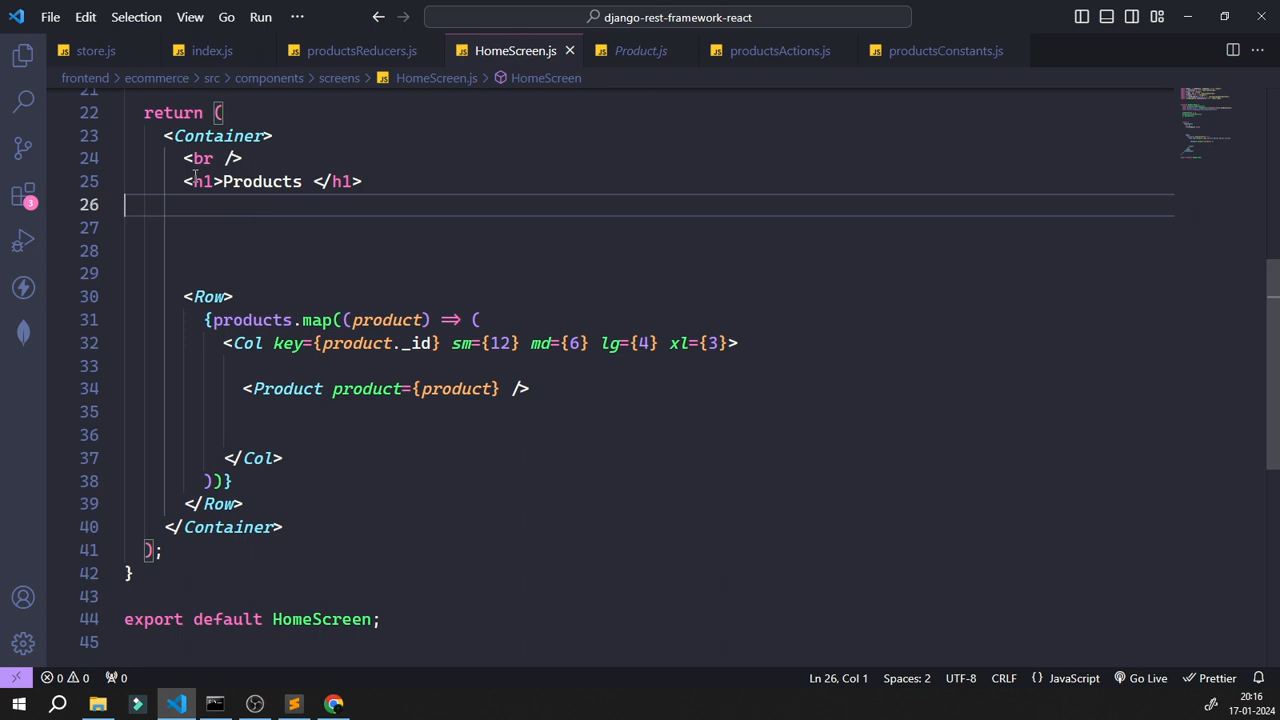 File Edit Selection View Go Run ··· django-rest-framework-react
store.js index.js productsReducers.js HomeScreen.js Product.js productsActions.js productsConstants.js
frontend > ecommerce > src > components > screens > HomeScreen.js > HomeScreen
21
22 return (
23 <Container>
24 <br />
25 <h1>Products </h1>
26
27
28
29
30 <Row>
31 {products.map((product) => (
32 <Col key={product._id} sm={12} md={6} lg={4} xl={3}>
33
34 <Product product={product} />
35
36
37 </Col>
38 ))}
39 </Row>
40 </Container>
41 );
42 }
43
44 export default HomeScreen;
45
3
0 0 0 Ln 26, Col 1 Spaces: 2 UTF-8 CRLF {} JavaScript Go Live Prettier
20:16
17-01-2024